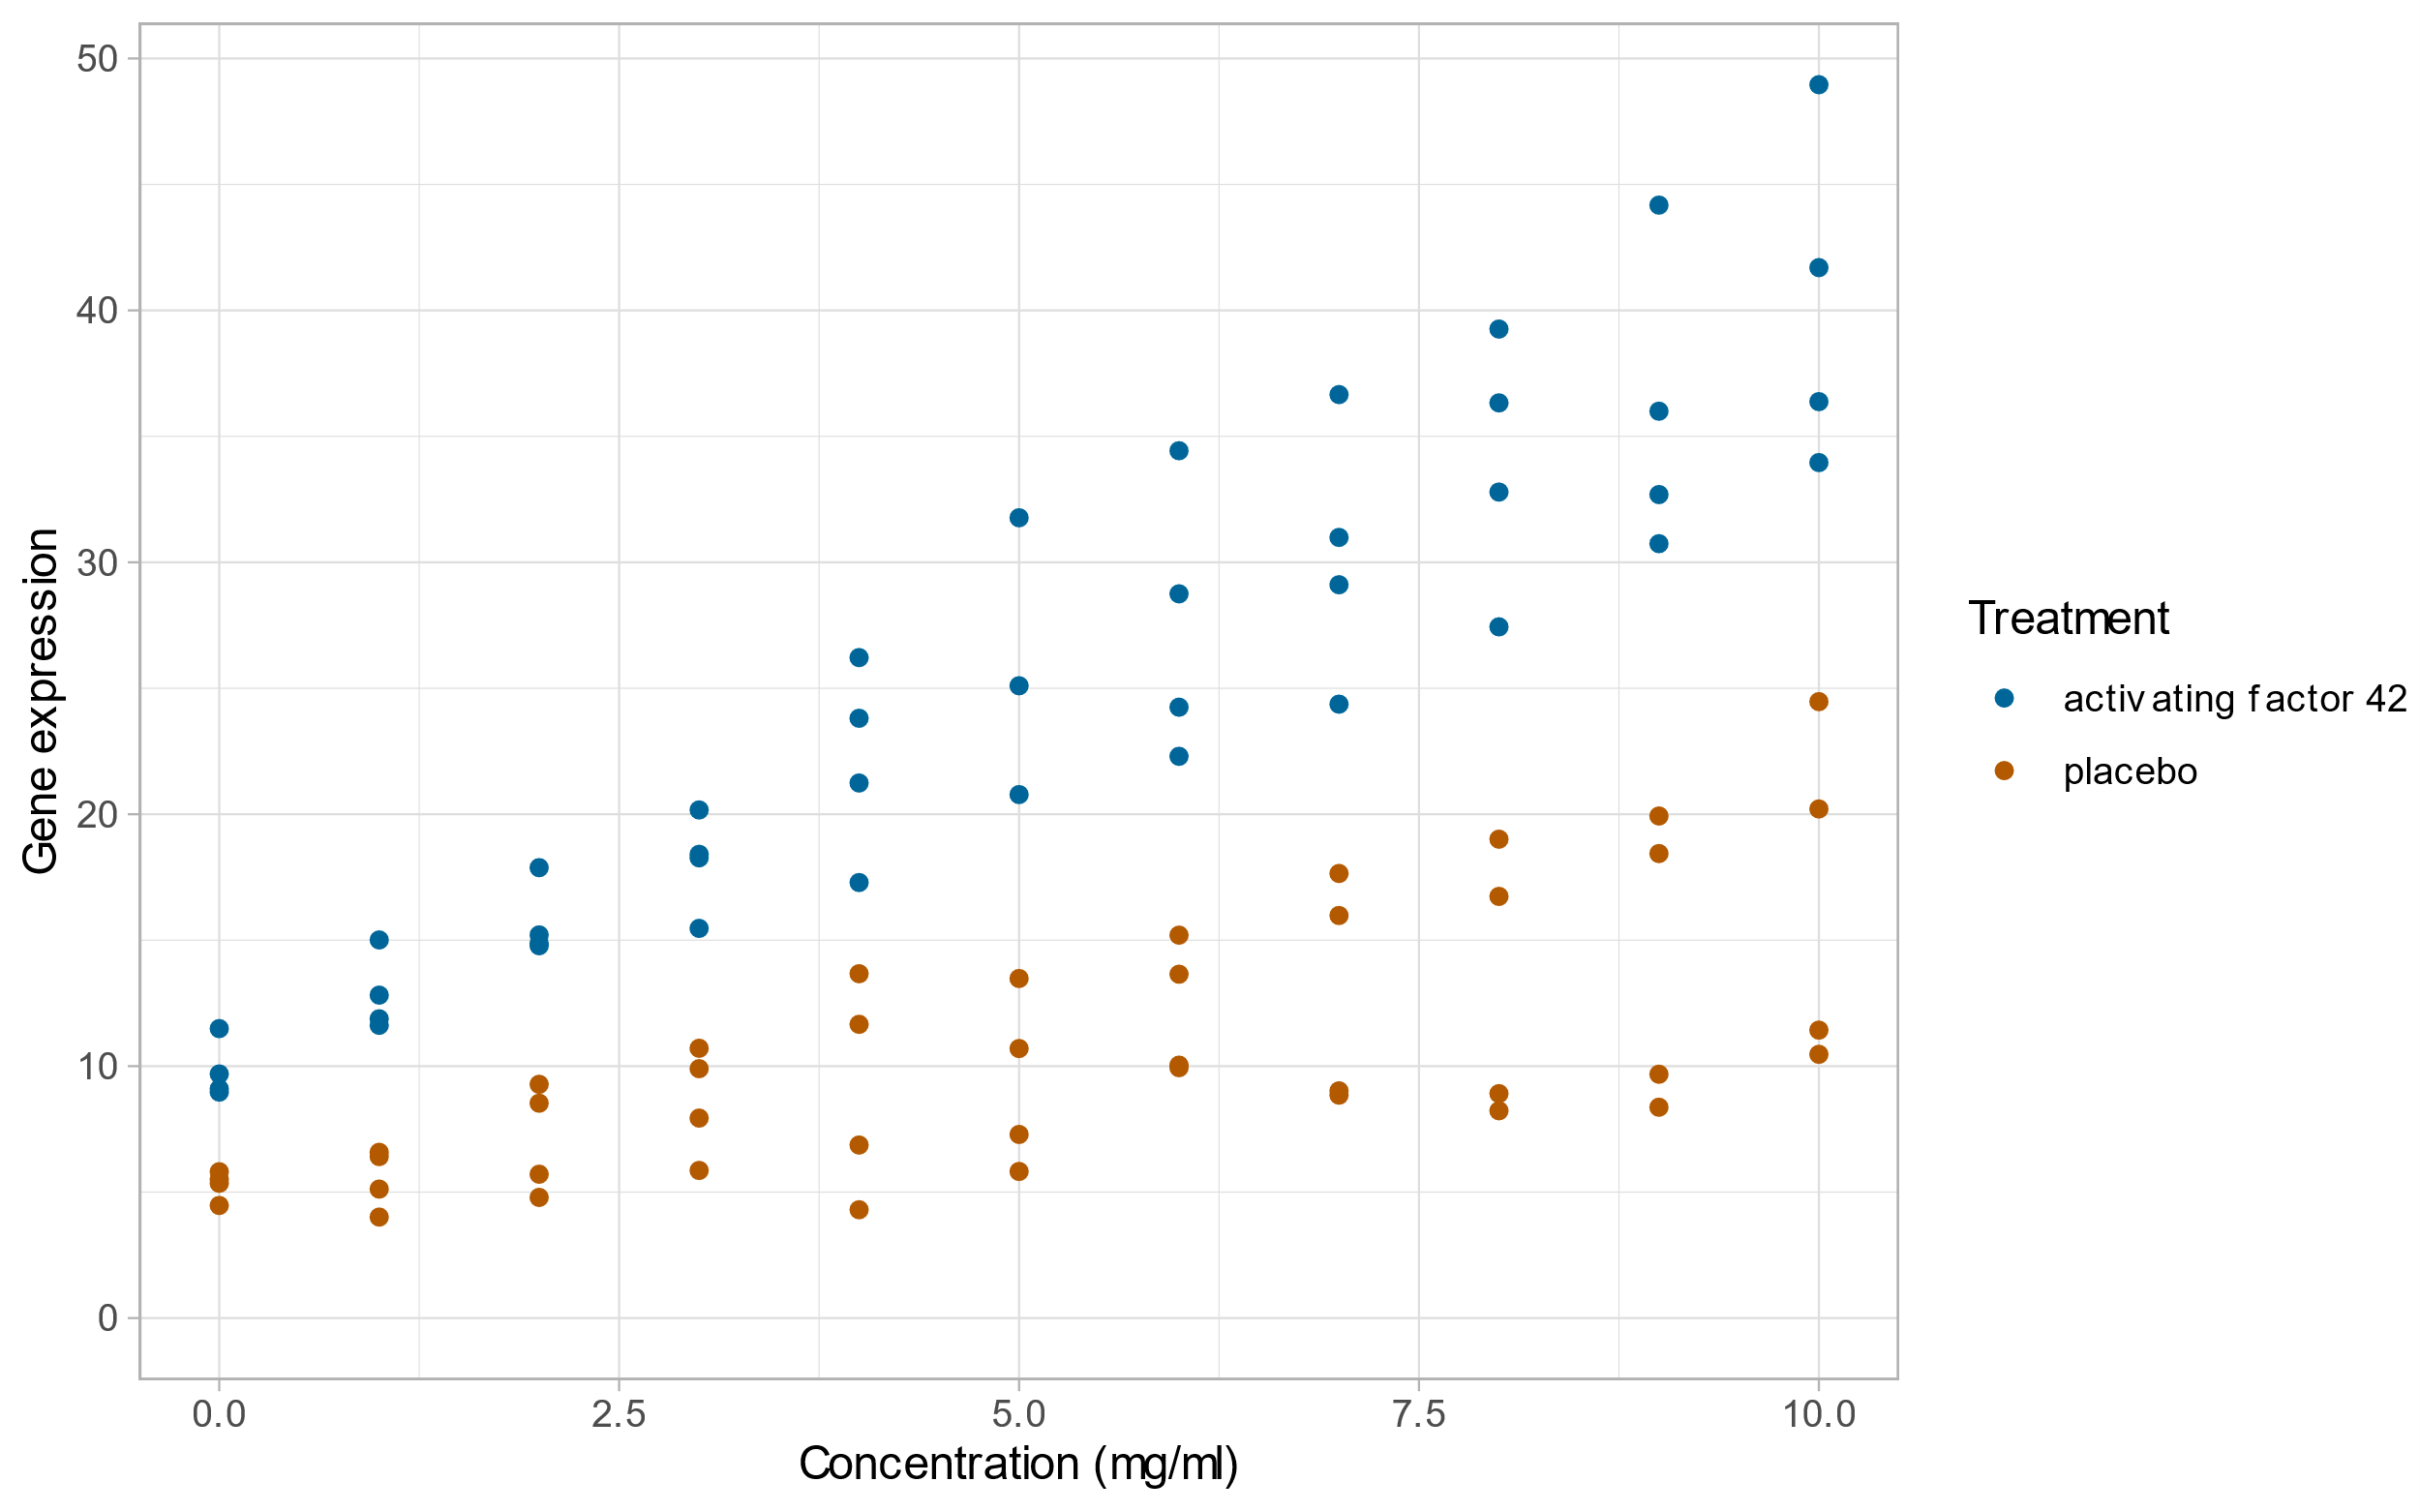 50
40
30
20
10
0
Gene expression
0.0 2.5 5.0 7.5 10.0
Concentration (mg/ml)
Treatment
activating factor 42
placebo